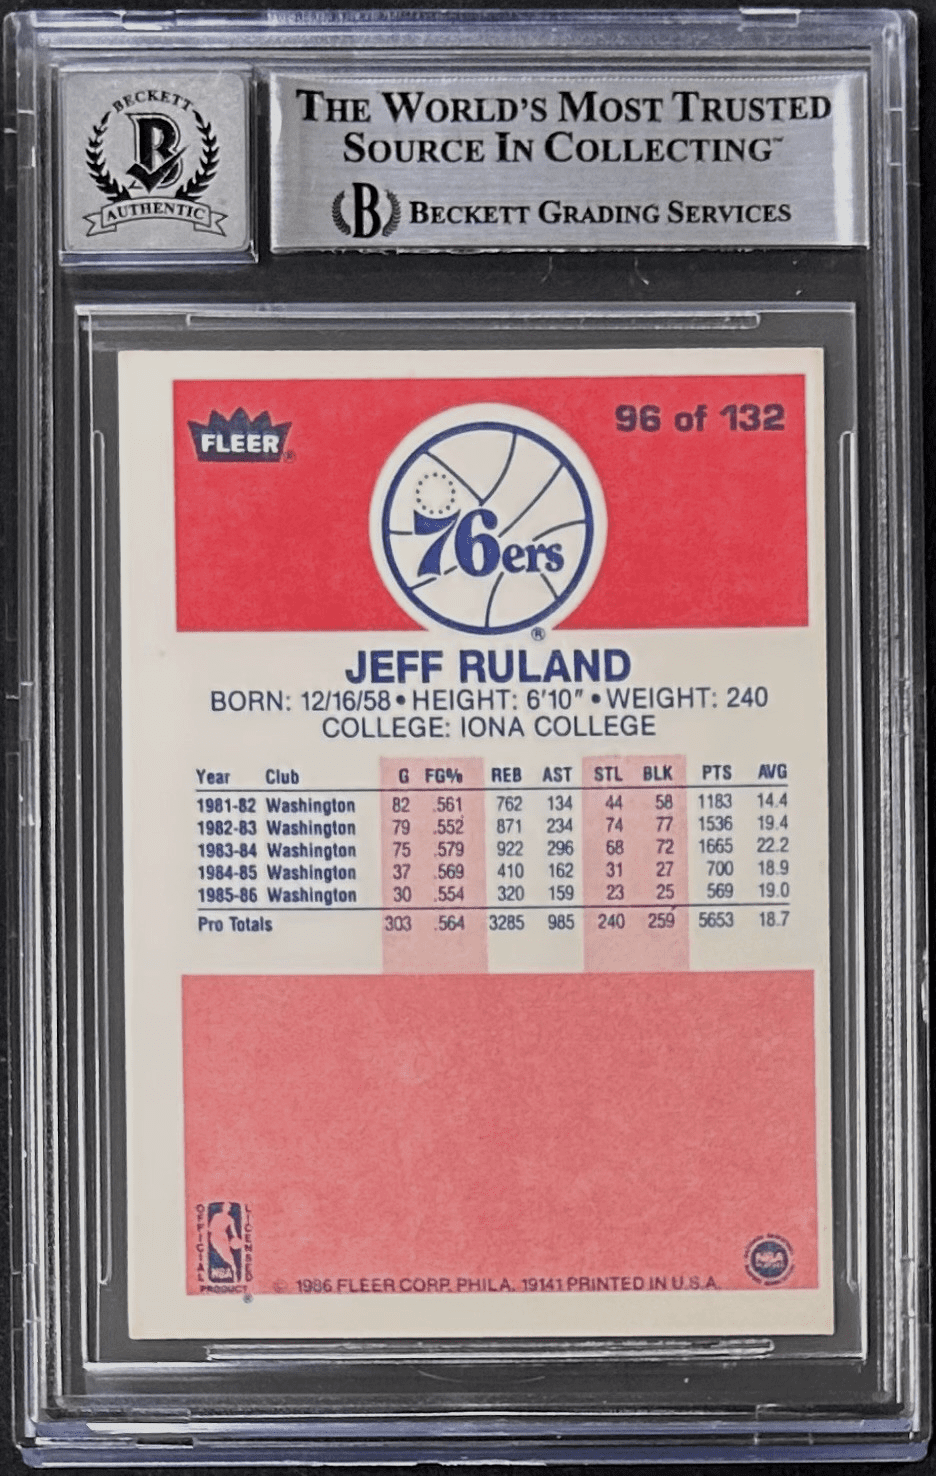 BECKETT
B
AUTHENTIC
THE WORLD'S MOST TRUSTED
SOURCE IN COLLECTING™
B BECKETT GRADING SERVICES
FLEER®
96 of 132
76ers
®
JEFF RULAND
BORN: 12/16/58 • HEIGHT: 6'10" • WEIGHT: 240
COLLEGE: IONA COLLEGE
Year Club G FG% REB AST STL BLK PTS AVG
1981-82 Washington 82 .561 762 134 44 58 1183 14.4
1982-83 Washington 79 .552 871 234 74 77 1536 19.4
1983-84 Washington 75 .579 922 296 68 72 1665 22.2
1984-85 Washington 37 .569 410 162 31 27 700 18.9
1985-86 Washington 30 .554 320 159 23 25 569 19.0
Pro Totals 303 .564 3285 985 240 259 5653 18.7
OFFICIAL
LICENSED
NBA
PRODUCT
®
© 1986 FLEER CORP. PHILA. 19141 PRINTED IN U.S.A.